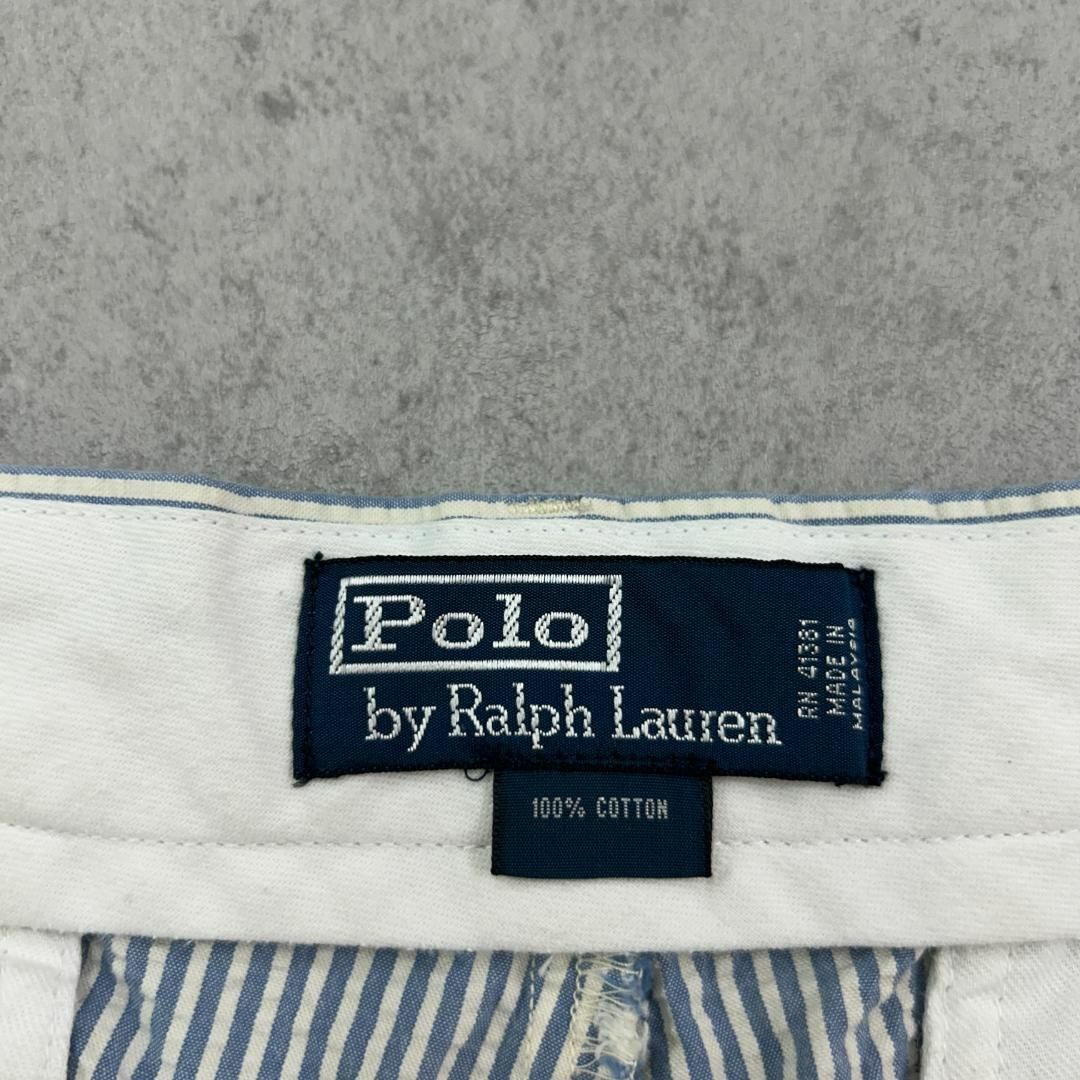 Polo
by Ralph Lauren
RN 41381
MADE IN
MALAYSIA
100% COTTON